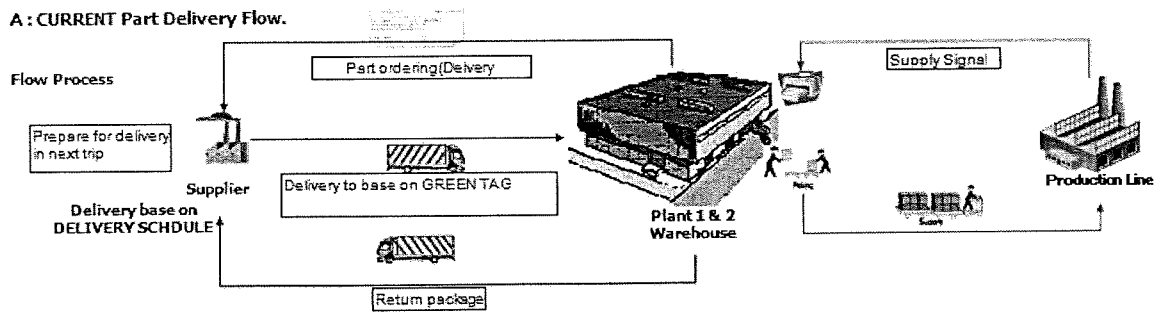 A : CURRENT Part Delivery Flow.
Part ordering(Delvery
Supply Signal
Flow Process
Prepare for delivery
in next trip
Supplier
Delivery to base on GREEN TAG
Delivery base on
DELIVERY SCHDULE
Plant 1 & 2
Warehouse
Production Line
Return package